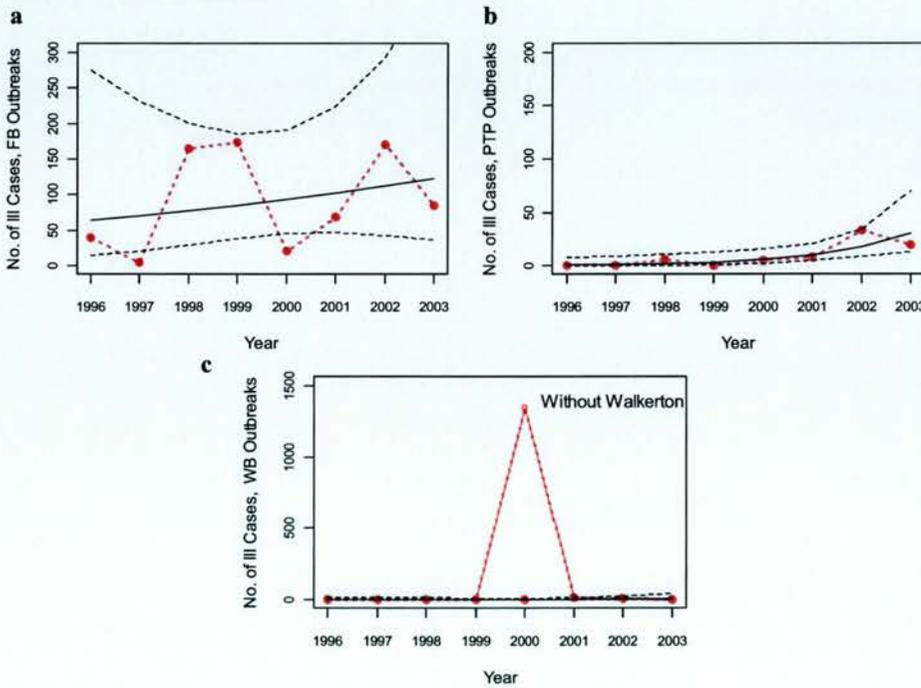 a
No. of Ill Cases, FB Outbreaks
300
250
200
150
100
50
0
1996 1997 1998 1999 2000 2001 2002 2003
Year
b
No. of Ill Cases, PTP Outbreaks
200
150
100
50
0
1996 1997 1998 1999 2000 2001 2002 2003
Year
c
No. of Ill Cases, WB Outbreaks
1500
1000
500
0
Without Walkerton
1996 1997 1998 1999 2000 2001 2002 2003
Year